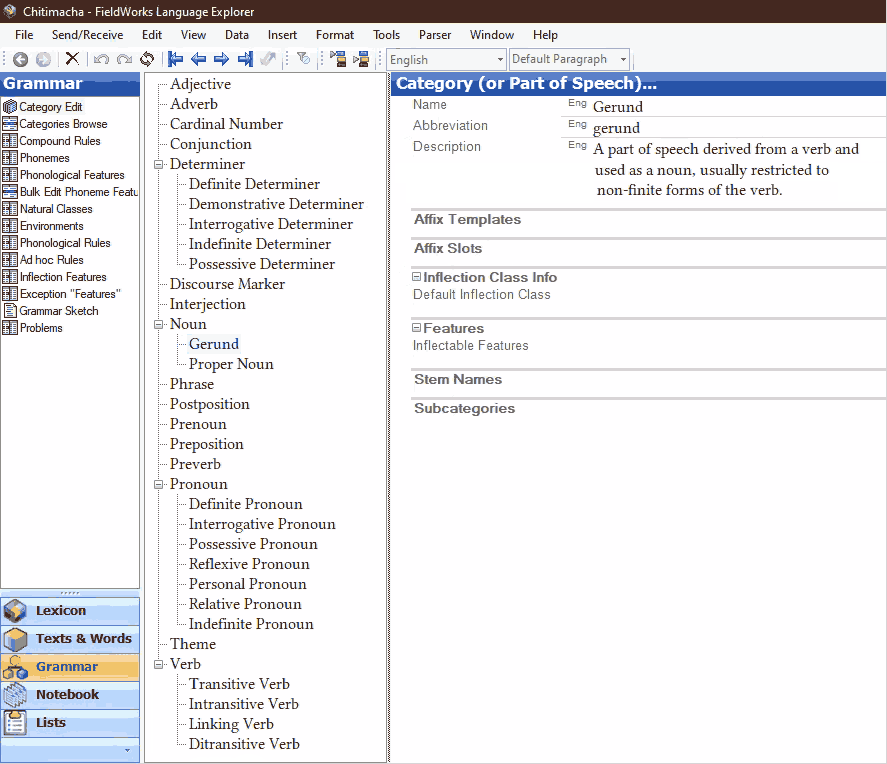 Chitimacha - FieldWorks Language Explorer
File Send/Receive Edit View Data Insert Format Tools Parser Window Help
English Default Paragraph
Grammar
Category Edit
Categories Browse
Compound Rules
Phonemes
Phonological Features
Bulk Edit Phoneme Featu
Natural Classes
Environments
Phonological Rules
Ad hoc Rules
Inflection Features
Exception "Features"
Grammar Sketch
Problems
Lexicon
Texts & Words
Grammar
Notebook
Lists
Adjective
Adverb
Cardinal Number
Conjunction
Determiner
Definite Determiner
Demonstrative Determiner
Interrogative Determiner
Indefinite Determiner
Possessive Determiner
Discourse Marker
Interjection
Noun
Gerund
Proper Noun
Phrase
Postposition
Prenoun
Preposition
Preverb
Pronoun
Definite Pronoun
Interrogative Pronoun
Possessive Pronoun
Reflexive Pronoun
Personal Pronoun
Relative Pronoun
Indefinite Pronoun
Theme
Verb
Transitive Verb
Intransitive Verb
Linking Verb
Ditransitive Verb
Category (or Part of Speech)...
Name Eng Gerund
Abbreviation Eng gerund
Description Eng A part of speech derived from a verb and
used as a noun, usually restricted to
non-finite forms of the verb.
Affix Templates
Affix Slots
Inflection Class Info
Default Inflection Class
Features
Inflectable Features
Stem Names
Subcategories